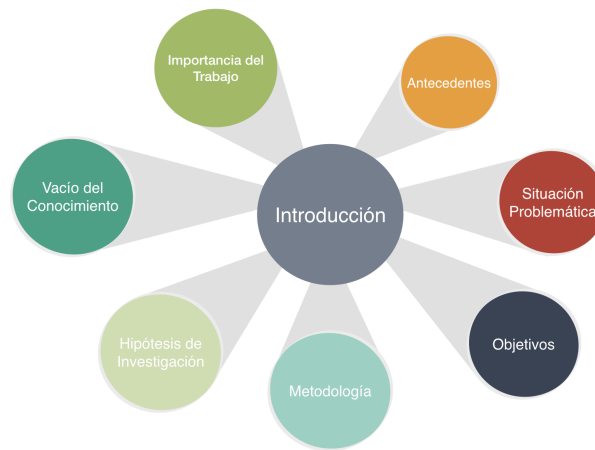 Importancia del
Trabajo
Antecedentes
Vacío del
Conocimiento
Introducción
Situación
Problemática
Hipótesis de
Investigación
Metodología
Objetivos